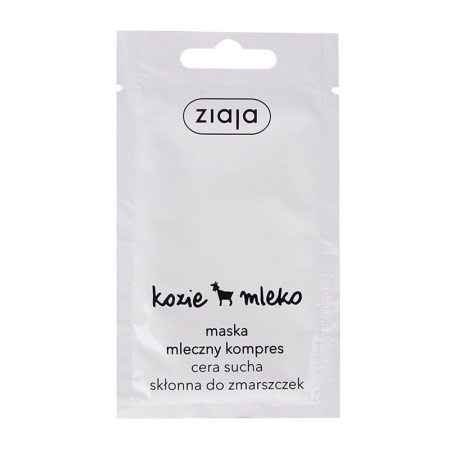 ziaja
kozie mleko
maska
mleczny kompres
cera sucha
skłonna do zmarszczek